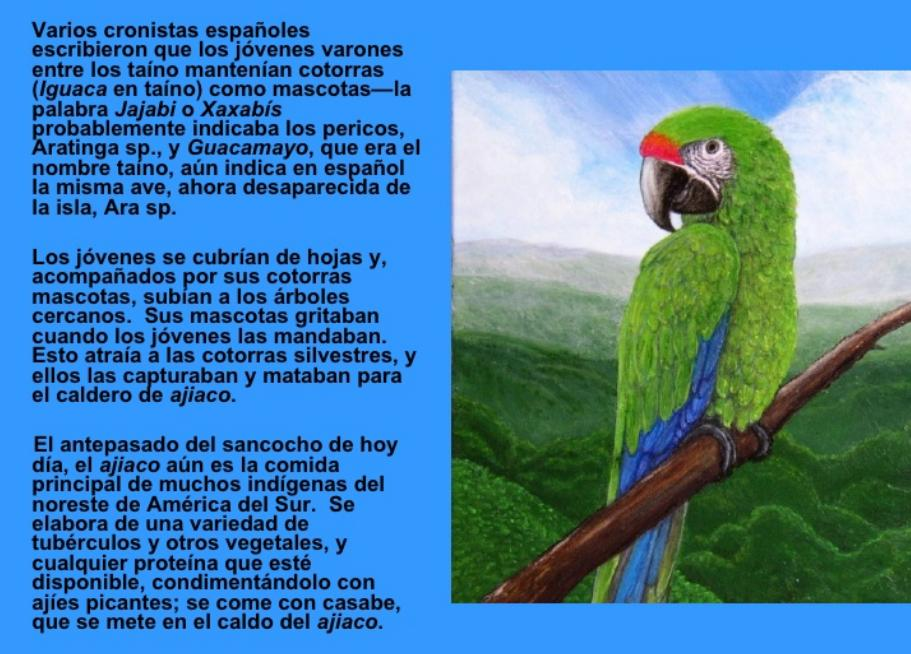 Varios cronistas españoles
escribieron que los jóvenes varones
entre los taíno mantenían cotorras
(Iguaca en taíno) como mascotas—la
palabra Jajabi o Xaxabís
probablemente indicaba los pericos,
Aratinga sp., y Guacamayo, que era el
nombre taíno, aún indica en español
la misma ave, ahora desaparecida de
la isla, Ara sp.
Los jóvenes se cubrían de hojas y,
acompañados por sus cotorras
mascotas, subían a los árboles
cercanos.  Sus mascotas gritaban
cuando los jóvenes las mandaban.
Esto atraía a las cotorras silvestres, y
ellos las capturaban y mataban para
el caldero de ajiaco.
El antepasado del sancocho de hoy
día, el ajiaco aún es la comida
principal de muchos indígenas del
noreste de América del Sur.  Se
elabora de una variedad de
tubérculos y otros vegetales, y
cualquier proteína que esté
disponible, condimentándolo con
ajíes picantes; se come con casabe,
que se mete en el caldo del ajiaco.